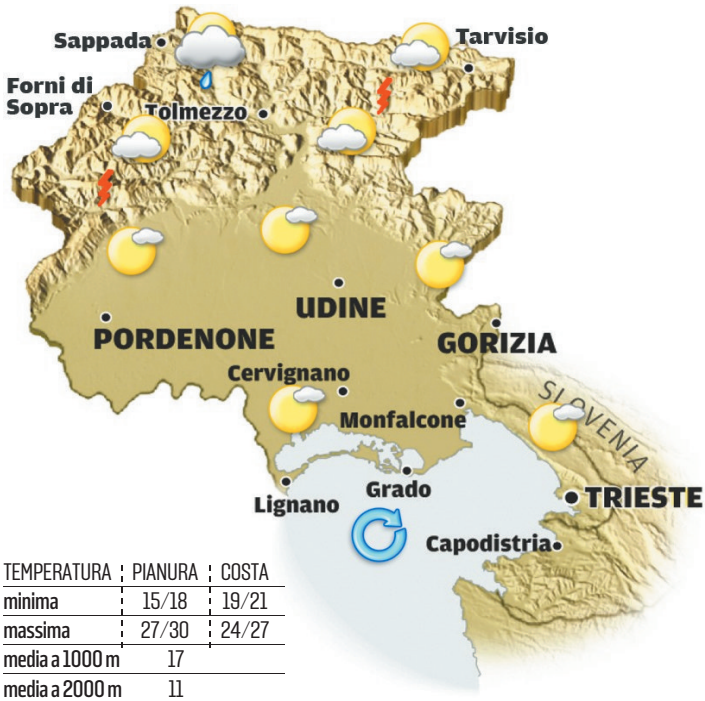 Sappada
Tarvisio
Forni di
Sopra
Tolmezzo
UDINE
PORDENONE
GORIZIA
Cervignano
SLOVENIA
Monfalcone
Grado
Lignano
TRIESTE
Capodistria
TEMPERATURA PIANURA COSTA
minima 15/18 19/21
massima 27/30 24/27
media a 1000 m 17
media a 2000 m 11